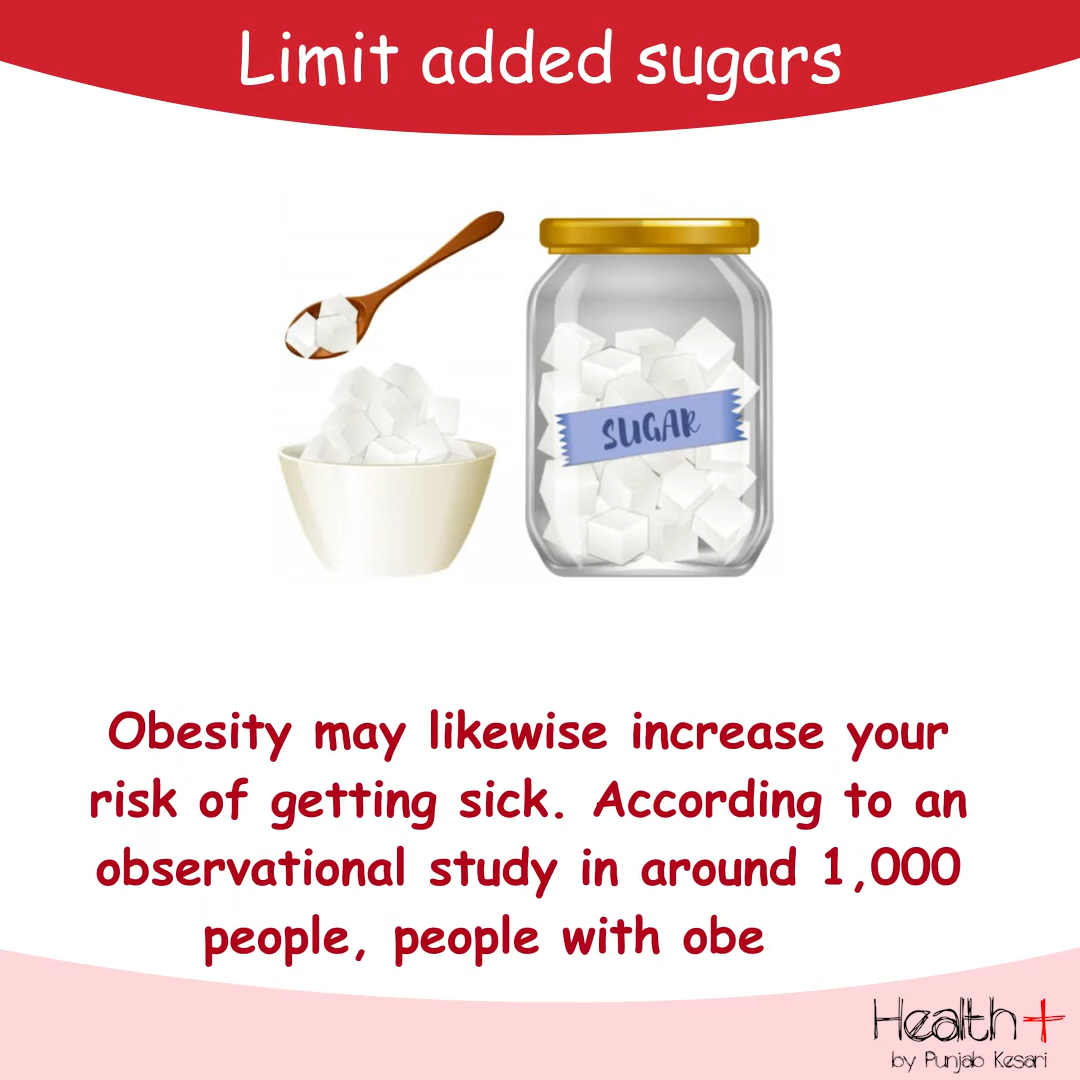 Limit added sugars
SUGAR
Obesity may likewise increase your
risk of getting sick. According to an
observational study in around 1,000
people, people with obe
Health+
by Punjab Kesari